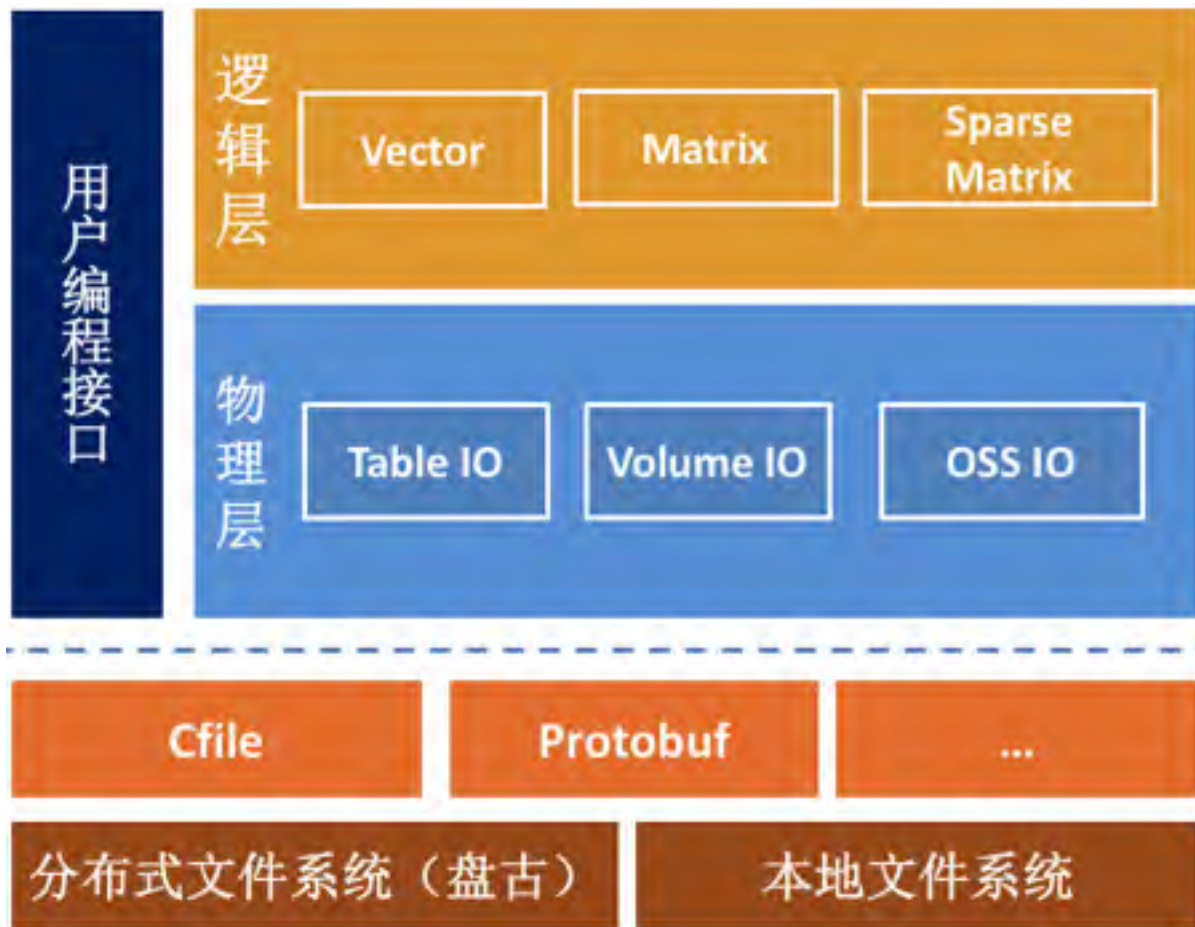 用户编程接口
逻辑层
Vector
Matrix
Sparse
Matrix
物理层
Table IO
Volume IO
OSS IO
Cfile
Protobuf
...
分布式文件系统（盘古）
本地文件系统